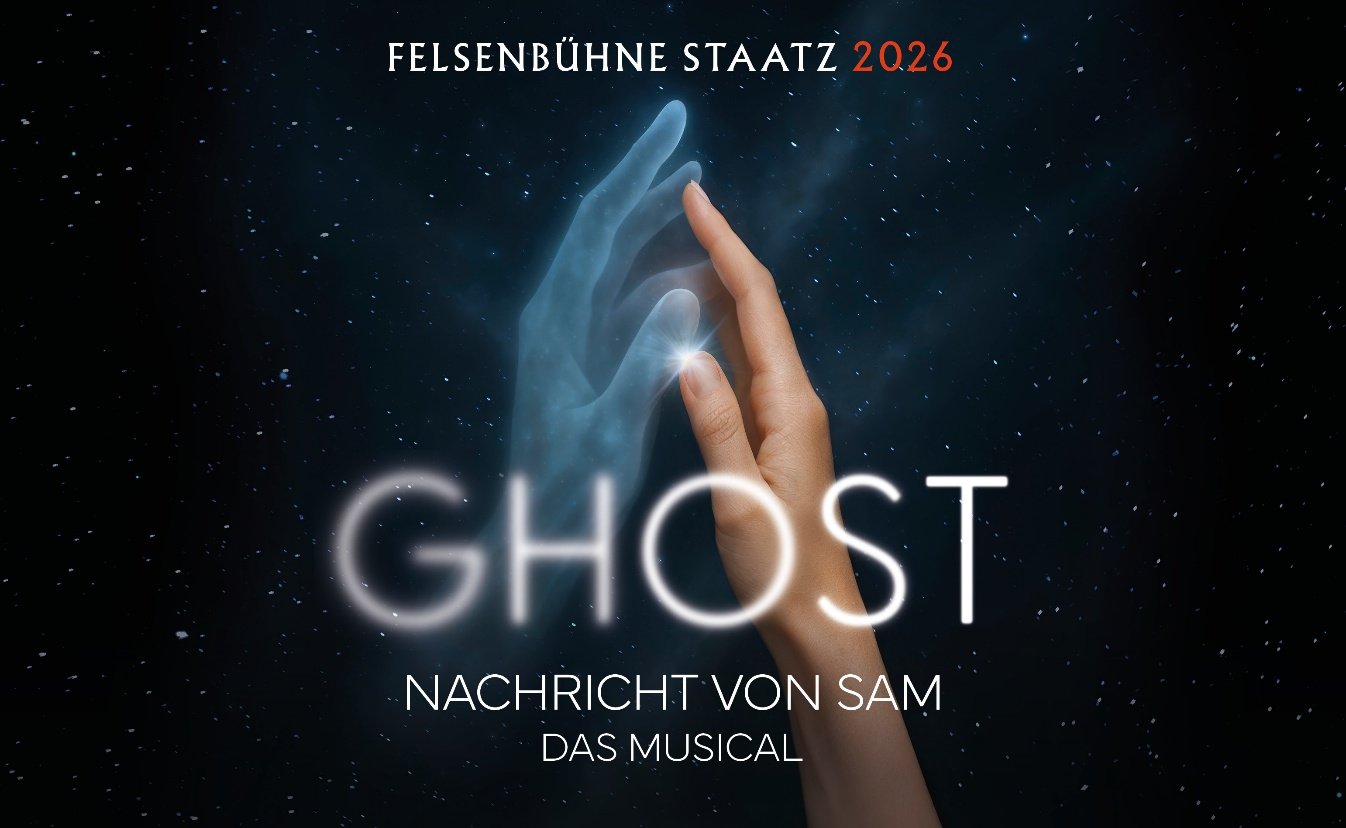 FELSENBÜHNE STAATZ 2026
GHOST
NACHRICHT VON SAM
DAS MUSICAL